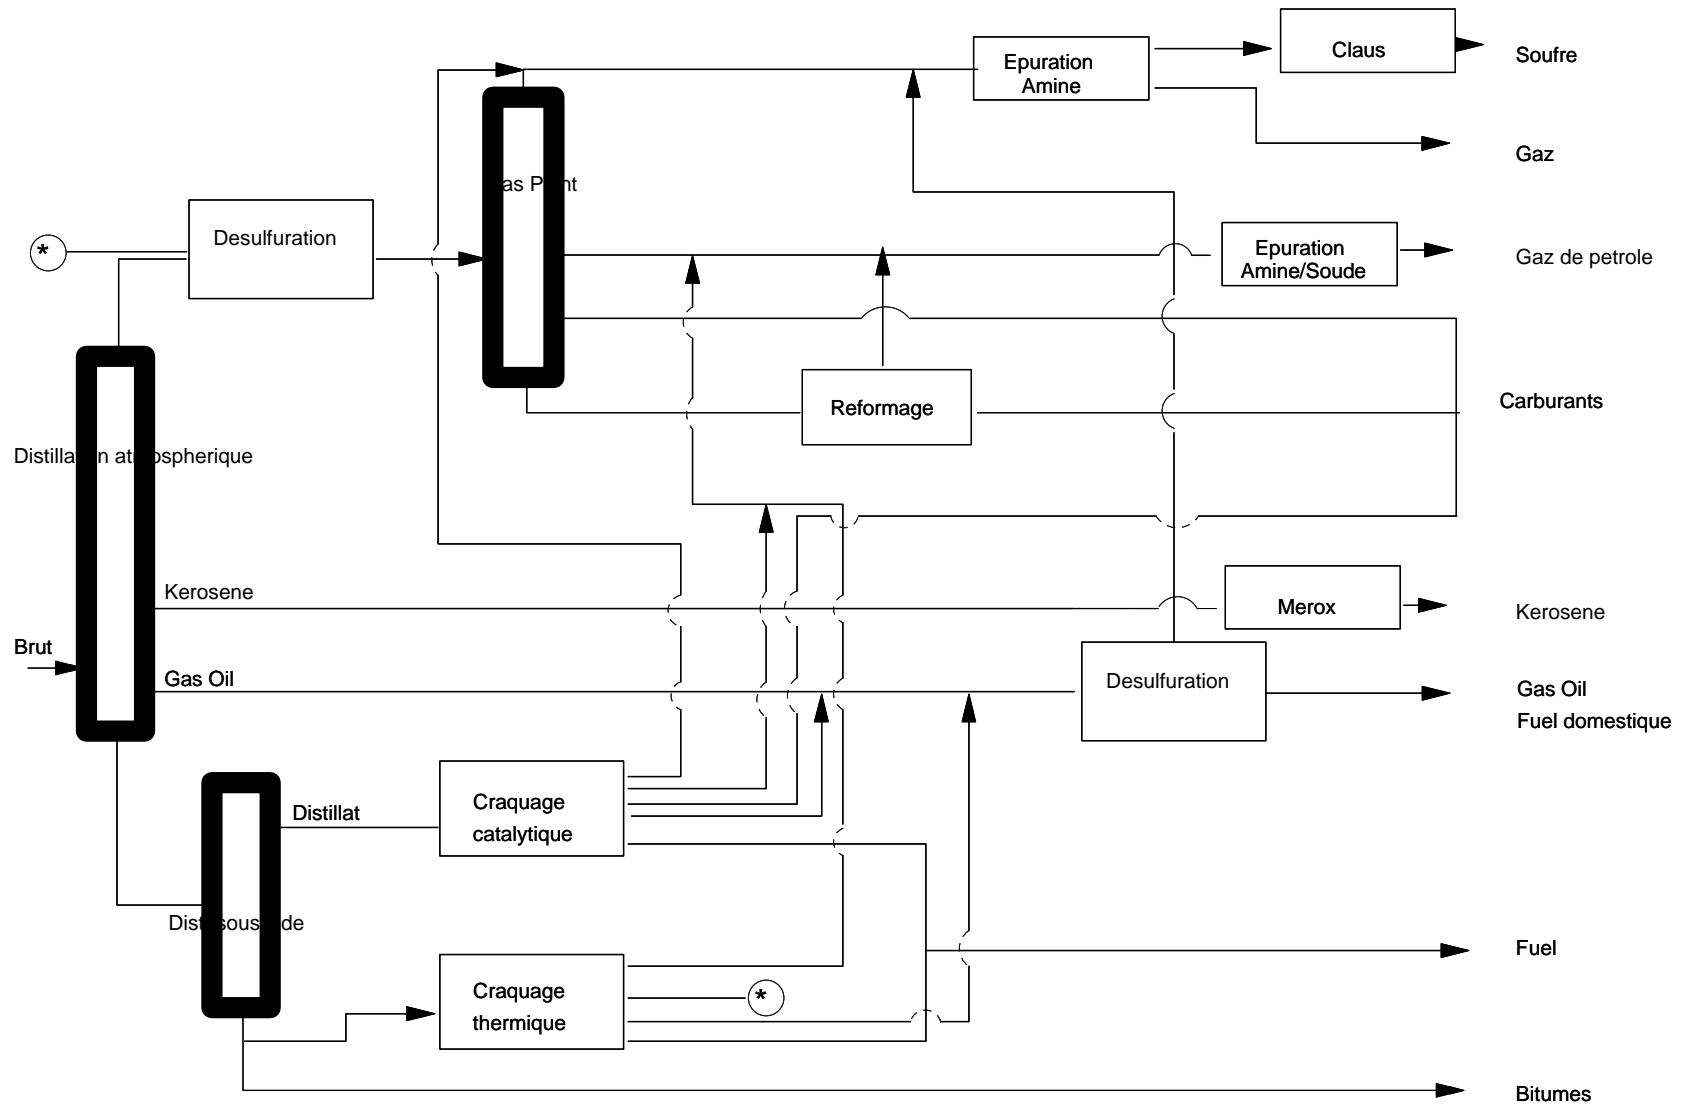 Claus
Soufre
Epuration
Amine
Gaz
Desulfuration
*
Epuration
Amine/Soude
Gaz de petrole
Reformage
Carburants
Kerosene
Merox
Kerosene
Brut
Gas Oil
Desulfuration
Gas Oil
Fuel domestique
Distillat
Craquage
catalytique
Fuel
Craquage
thermique
*
Bitumes